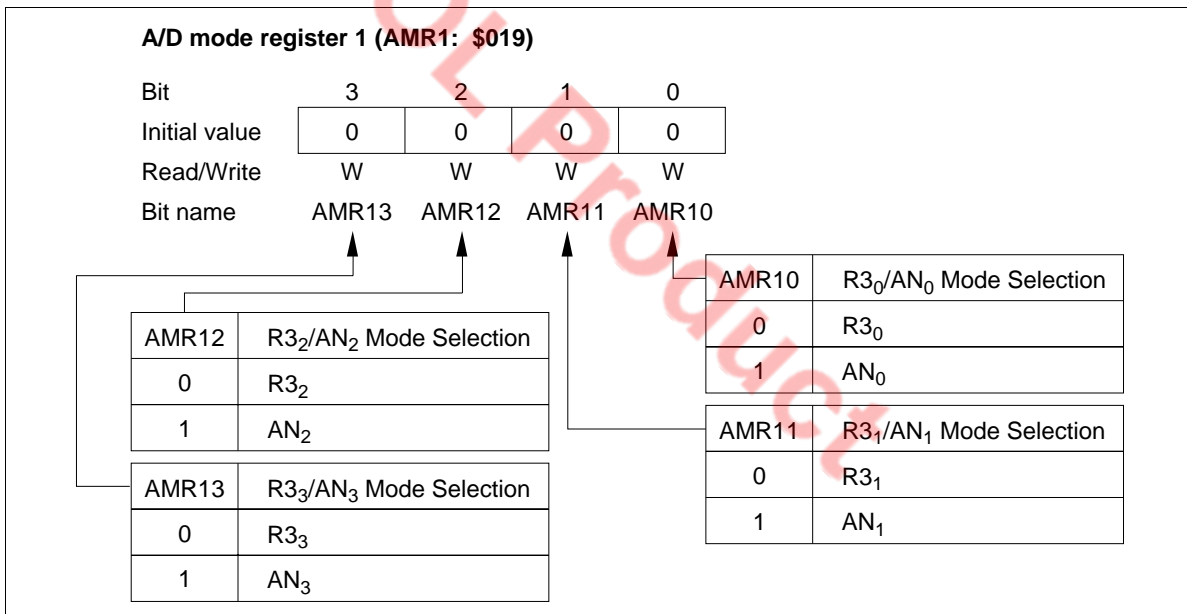 A/D mode register 1 (AMR1: $019)
Bit 3 2 1 0
Initial value 0 0 0 0
Read/Write W W W W
Bit name AMR13 AMR12 AMR11 AMR10
AMR10 R3₀/AN₀ Mode Selection
0 R3₀
1 AN₀
AMR12 R3₂/AN₂ Mode Selection
0 R3₂
1 AN₂
AMR11 R3₁/AN₁ Mode Selection
0 R3₁
1 AN₁
AMR13 R3₃/AN₃ Mode Selection
0 R3₃
1 AN₃
OL Product